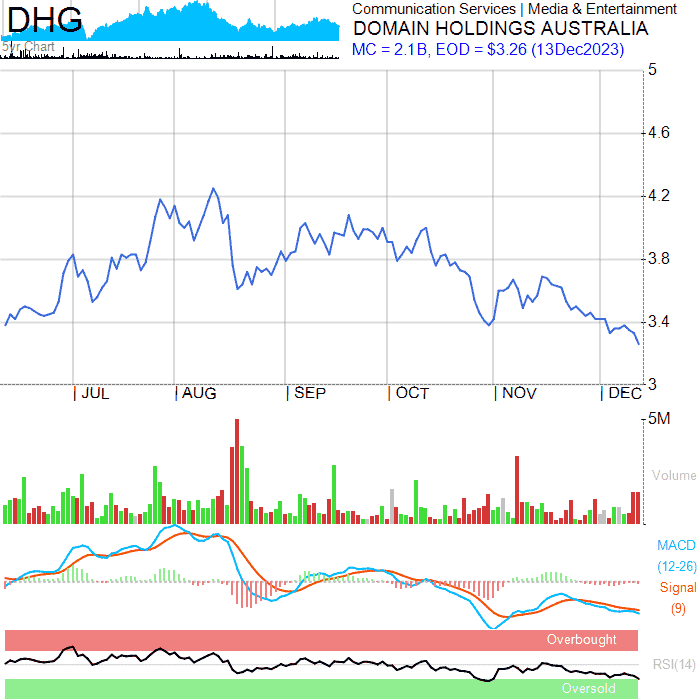 DHG
5yr Chart
Communication Services | Media & Entertainment
DOMAIN HOLDINGS AUSTRALIA
MC = 2.1B, EOD = $3.26 (13Dec2023)
5
4.6
4.2
3.8
3.4
3
| JUL | AUG | SEP | OCT | NOV | DEC
5M
Volume
MACD
(12-26)
Signal
(9)
Overbought
RSI(14)
Oversold